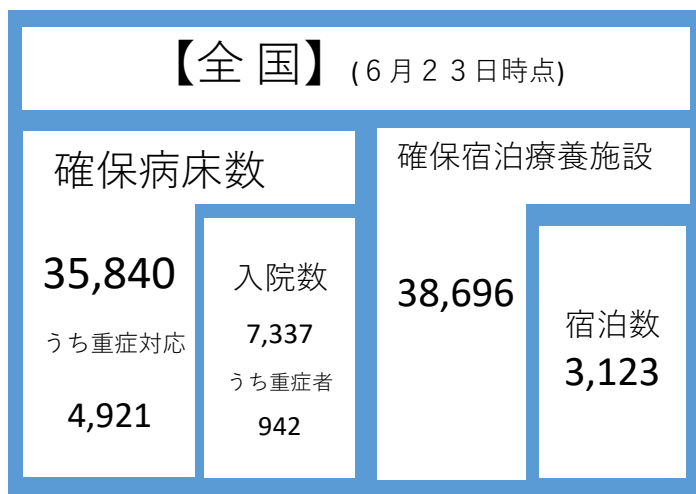 【全 国】 (６月２３日時点)
確保病床数
35,840
うち重症対応
4,921
入院数
7,337
うち重症者
942
確保宿泊療養施設
38,696
宿泊数
3,123